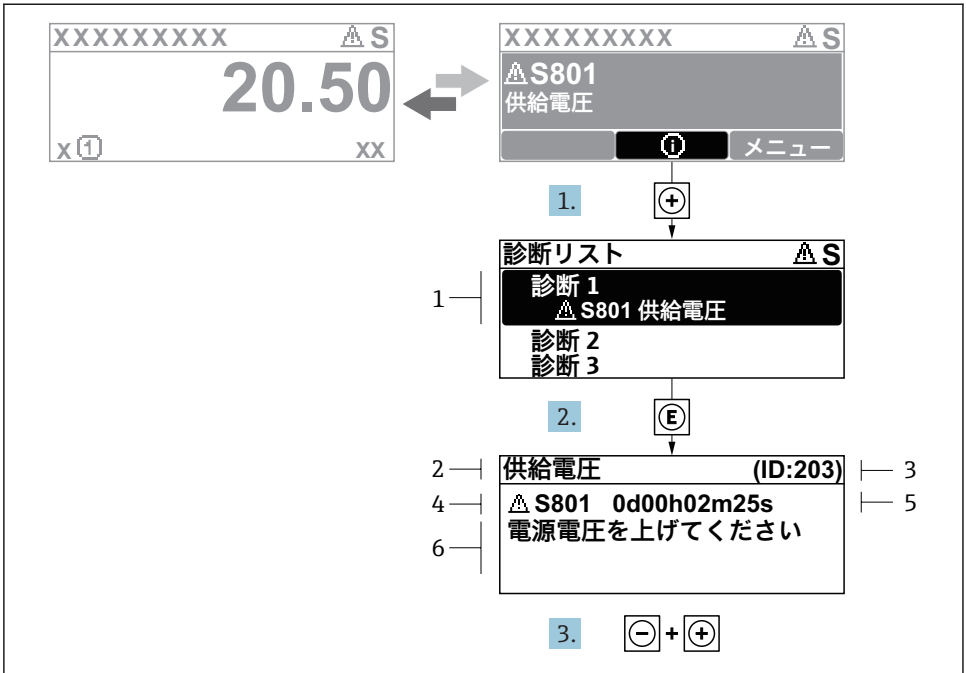 XXXXXXXXX ⚠ S
20.50
X ① XX
XXXXXXXXX ⚠ S
⚠ S801
供給電圧
ⓘ メニュー
1. ⊕
診断リスト ⚠ S
1
診断 1
⚠ S801 供給電圧
診断 2
診断 3
2. Ⓔ
2 供給電圧 (ID:203) 3
4 ⚠ S801 0d00h02m25s 5
6 電源電圧を上げてください
3. ⊖ + ⊕